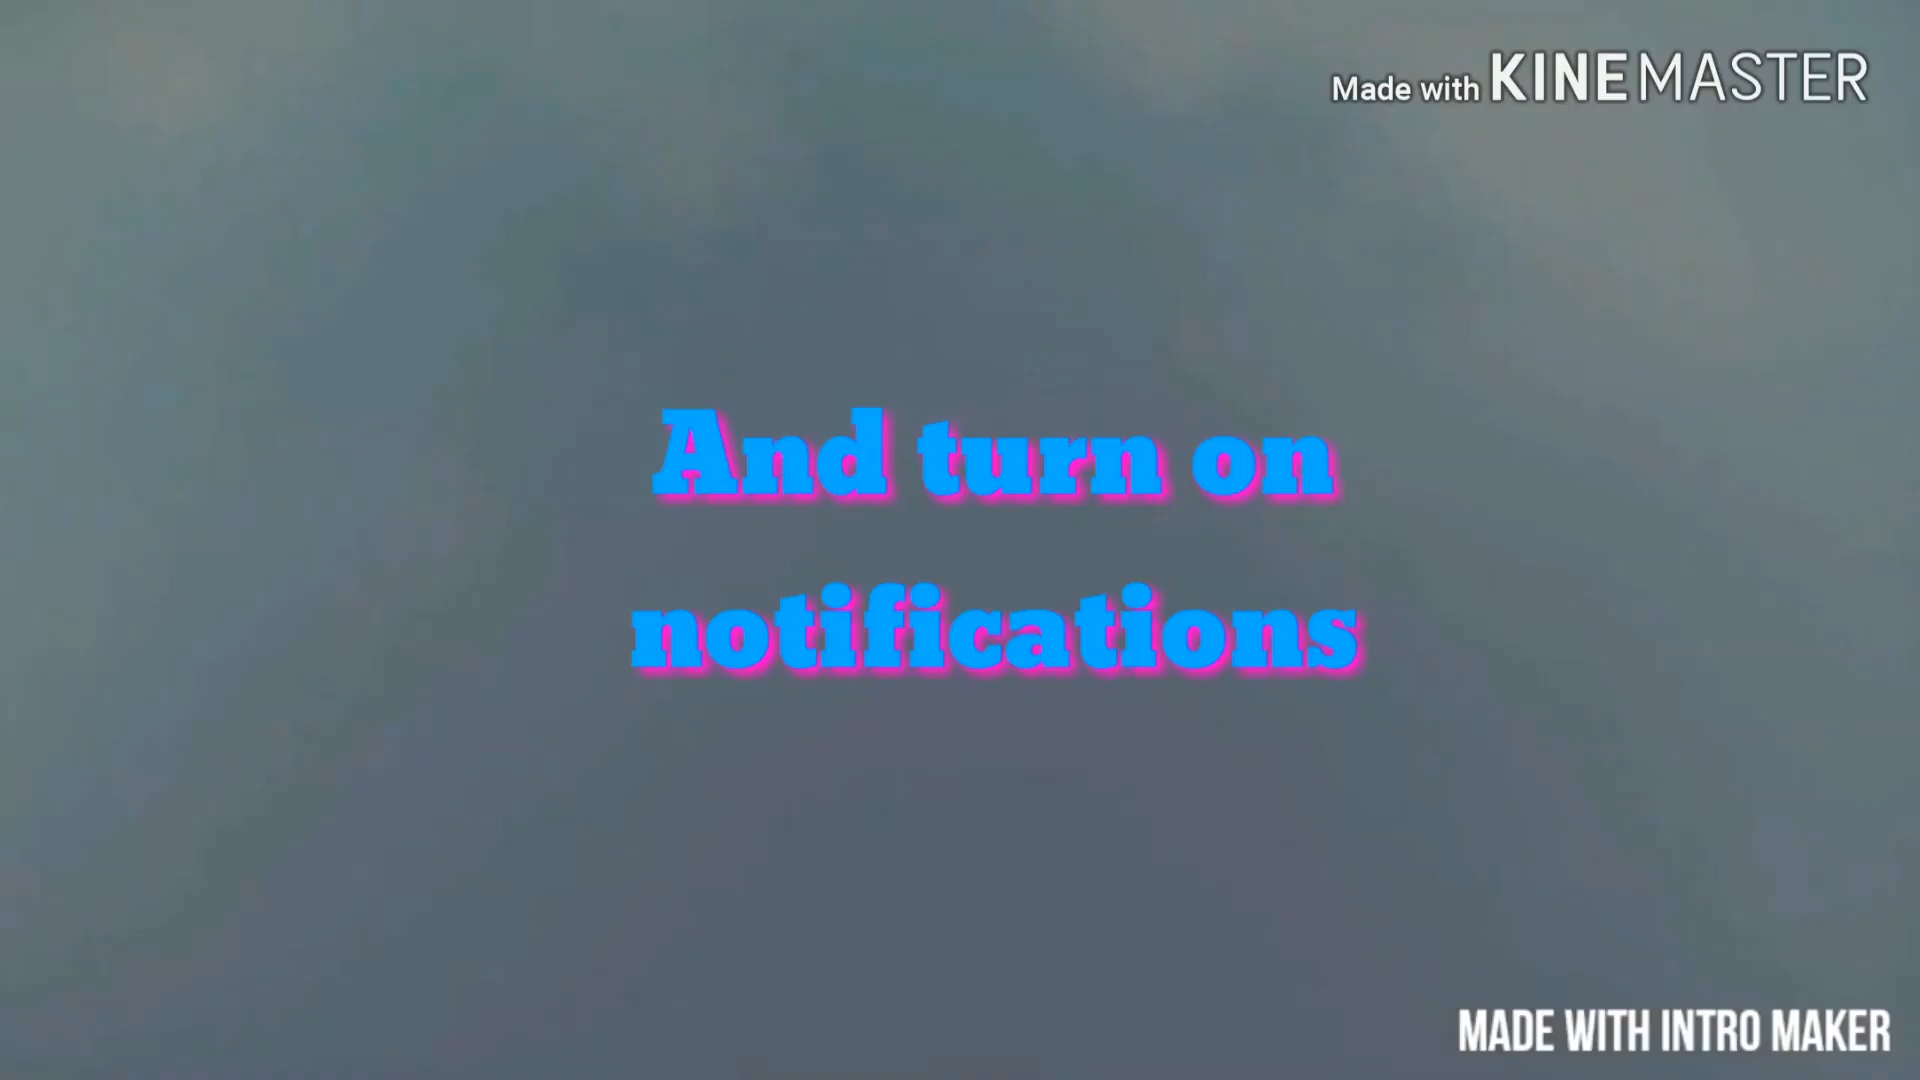 Made with KINEMASTER
And turn on
notifications
MADE WITH INTRO MAKER